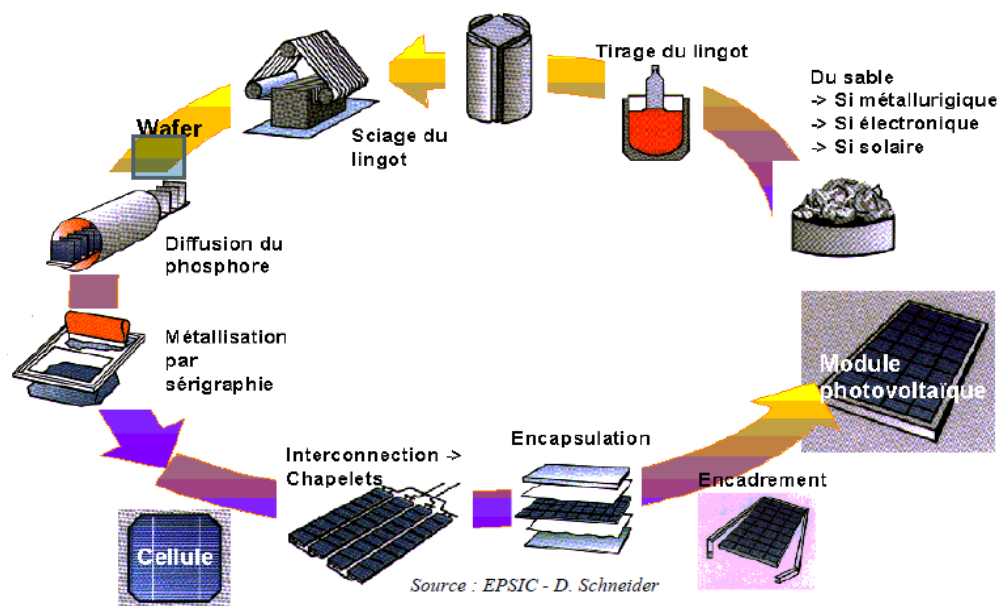 Du sable
-> Si métallurigique
-> Si électronique
-> Si solaire
Tirage du lingot
Sciage du
lingot
Wafer
Diffusion du
phosphore
Métallisation
par
sérigraphie
Cellule
Interconnection ->
Chapelets
Encapsulation
Encadrement
Module
photovoltaïque
Source : EPSIC - D. Schneider